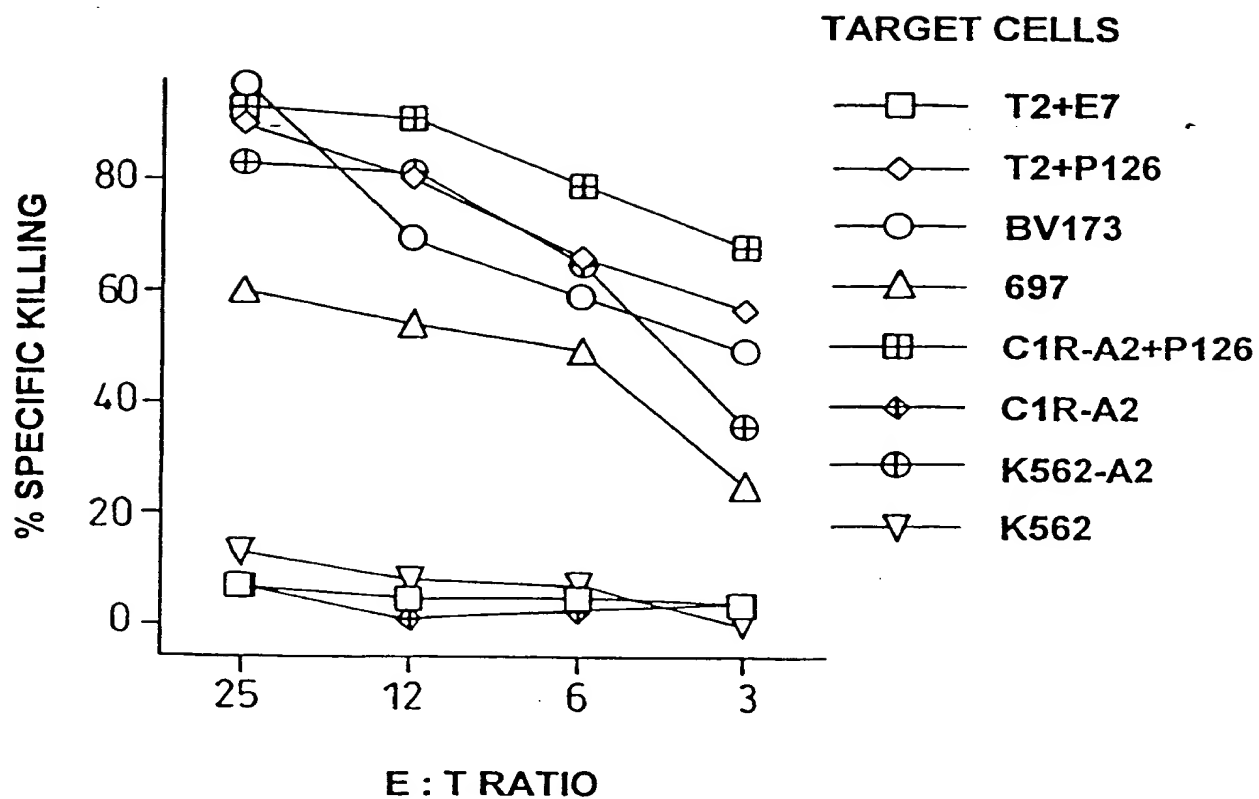 TARGET CELLS
T2+E7
T2+P126
BV173
697
C1R-A2+P126
C1R-A2
K562-A2
K562
% SPECIFIC KILLING
80
60
40
20
0
25 12 6 3
E : T RATIO